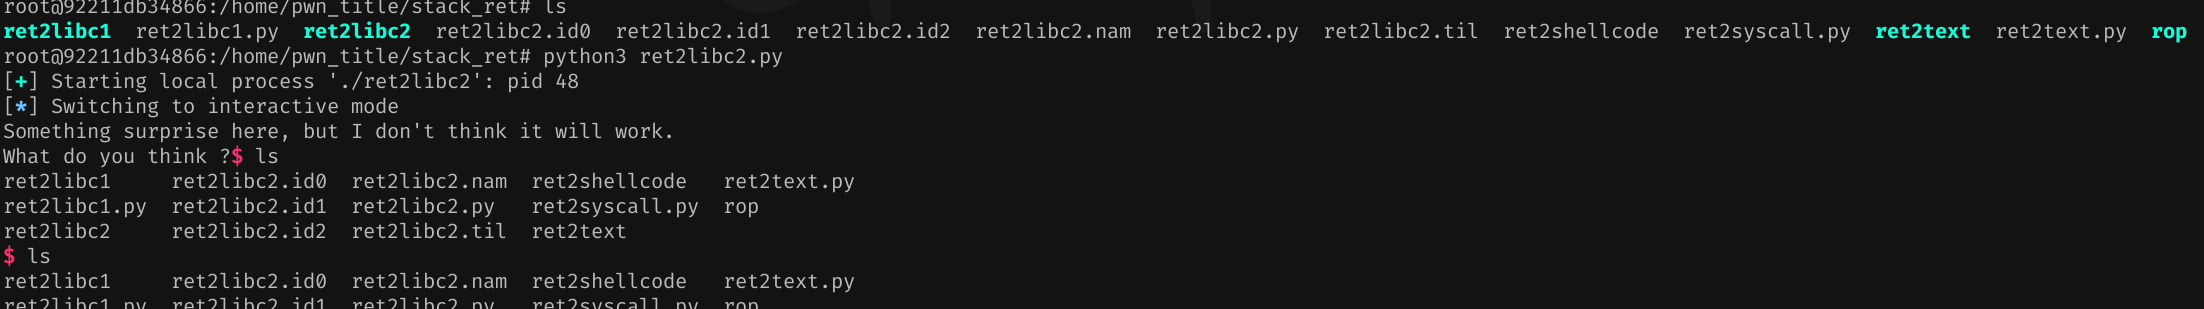 root@92211db34866:/home/pwn_title/stack_ret# ls
ret2libc1  ret2libc1.py  ret2libc2  ret2libc2.id0  ret2libc2.id1  ret2libc2.id2  ret2libc2.nam  ret2libc2.py  ret2libc2.til  ret2shellcode  ret2syscall.py  ret2text  ret2text.py  rop
root@92211db34866:/home/pwn_title/stack_ret# python3 ret2libc2.py
[+] Starting local process './ret2libc2': pid 48
[*] Switching to interactive mode
Something surprise here, but I don't think it will work.
What do you think ?$ ls
ret2libc1     ret2libc2.id0  ret2libc2.nam  ret2shellcode   ret2text.py
ret2libc1.py  ret2libc2.id1  ret2libc2.py   ret2syscall.py  rop
ret2libc2     ret2libc2.id2  ret2libc2.til  ret2text
$ ls
ret2libc1     ret2libc2.id0  ret2libc2.nam  ret2shellcode   ret2text.py
ret2libc1.py  ret2libc2.id1  ret2libc2.py   ret2syscall.py  rop